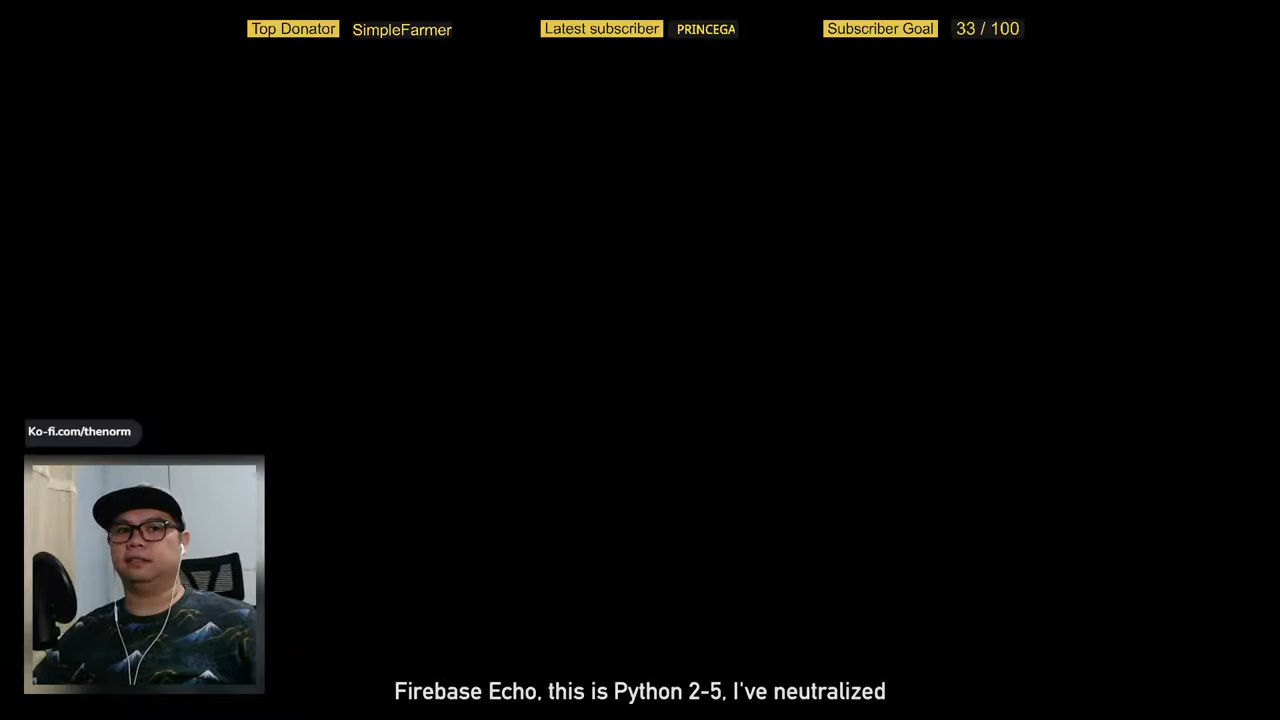 Top Donator SimpleFarmer Latest subscriber PRINCEGA Subscriber Goal 33 / 100
Ko-fi.com/thenorm
Firebase Echo, this is Python 2-5, I've neutralized